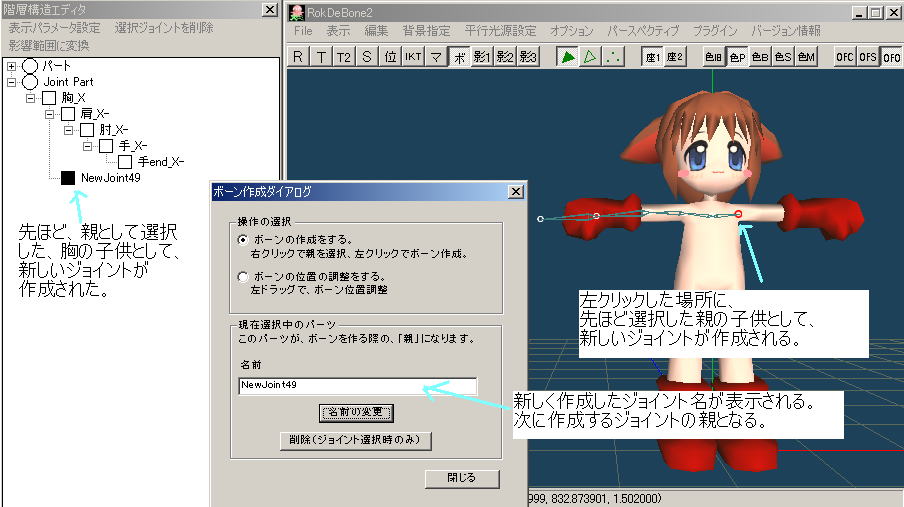 階層構造エディタ
表示パラメータ設定 選択ジョイントを削除
影響範囲に変換
パート
Joint Part
胸_X
肩_X-
肘_X-
手_X-
手end_X-
NewJoint49
先ほど、親として選択
した、胸の子供として、
新しいジョイントが
作成された。
RokDeBone2
File 表示 編集 背景指定 平行光源設定 オプション パースペクティブ プラグイン バージョン情報
R T T2 S 位 IKT マ ボ 影1 影2 影3 座1 座2 色旧 色P 色B 色S 色M OFC OFS OFO
ボーン作成ダイアログ
操作の選択
ボーンの作成をする。
右クリックで親を選択、左クリックでボーン作成。
ボーンの位置の調整をする。
左ドラッグで、ボーン位置調整
現在選択中のパーツ
このパーツが、ボーンを作る際の、「親」になります。
名前
NewJoint49
名前の変更
削除(ジョイント選択時のみ)
閉じる
左クリックした場所に、
先ほど選択した親の子供として、
新しいジョイントが作成される。
新しく作成したジョイント名が表示される。
次に作成するジョイントの親となる。
999, 832.873901, 1.502000)